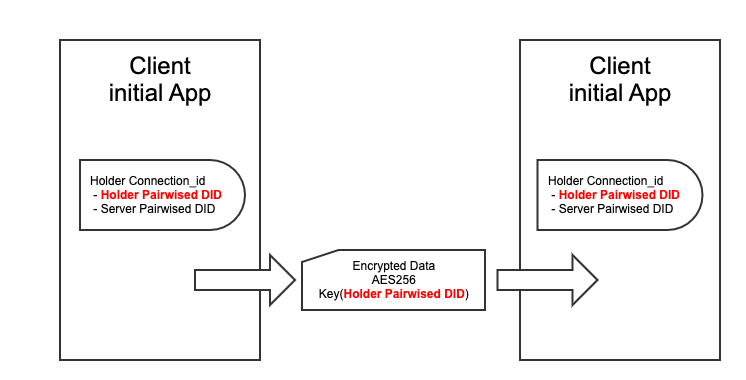 Client
initial App
Holder Connection_id
- Holder Pairwised DID
- Server Pairwised DID
Encrypted Data
AES256
Key(Holder Pairwised DID)
Client
initial App
Holder Connection_id
- Holder Pairwised DID
- Server Pairwised DID